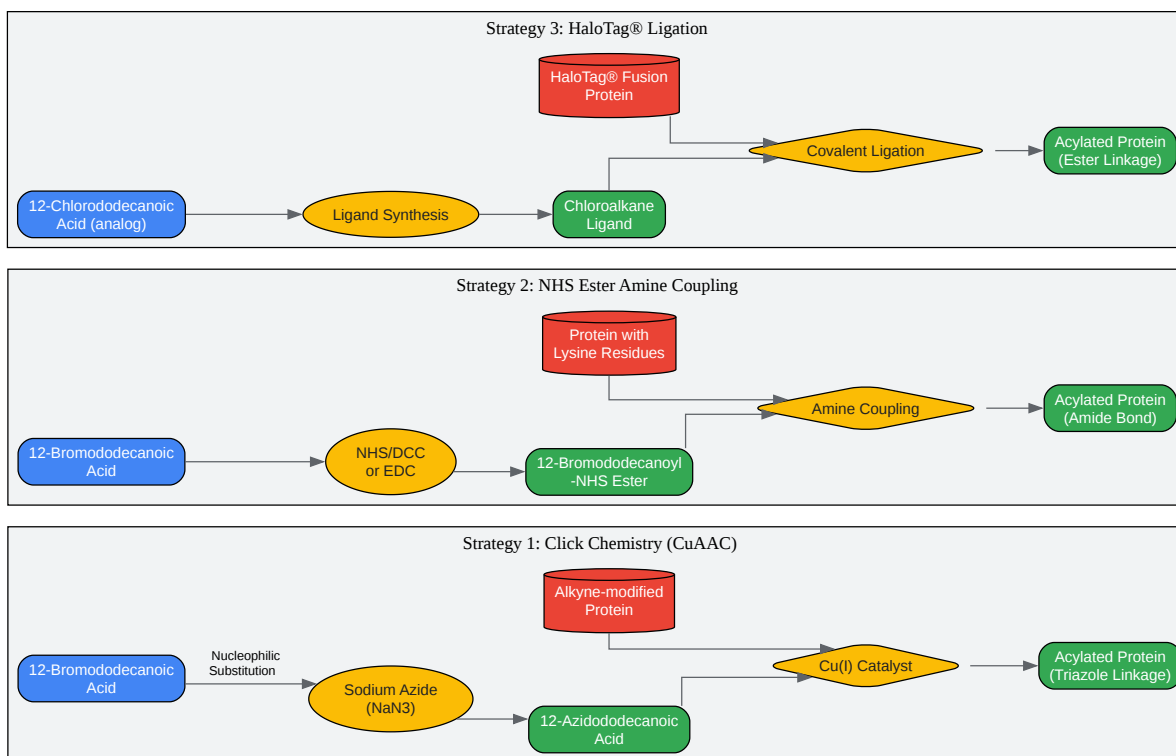 Strategy 3: HaloTag® Ligation
HaloTag® Fusion
Protein
Covalent Ligation
Acylated Protein
(Ester Linkage)
12-Chlorododecanoic
Acid (analog)
Ligand Synthesis
Chloroalkane
Ligand
Strategy 2: NHS Ester Amine Coupling
Protein with
Lysine Residues
Amine Coupling
Acylated Protein
(Amide Bond)
12-Bromododecanoic
Acid
NHS/DCC
or EDC
12-Bromododecanoyl
-NHS Ester
Strategy 1: Click Chemistry (CuAAC)
Alkyne-modified
Protein
12-Bromododecanoic
Acid
Nucleophilic
Substitution
Sodium Azide
(NaN3)
12-Azidododecanoic
Acid
Cu(I) Catalyst
Acylated Protein
(Triazole Linkage)